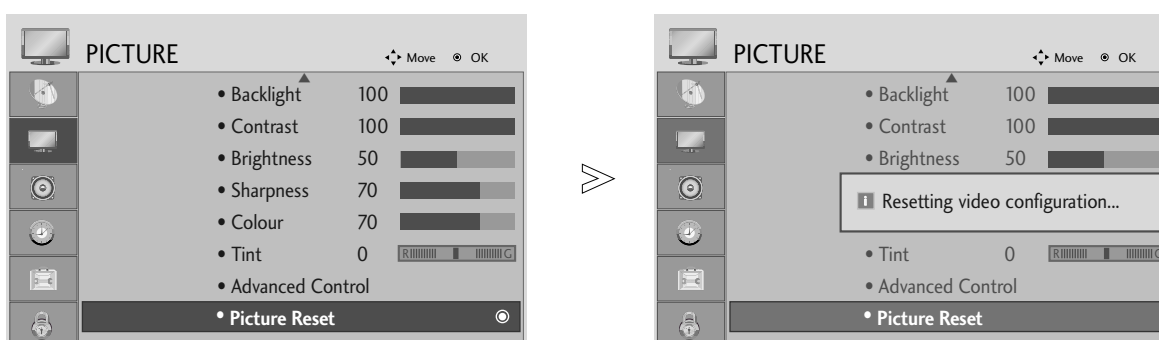 PICTURE Move OK
• Backlight 100
• Contrast 100
• Brightness 50
• Sharpness 70
• Colour 70
• Tint 0 R G
• Advanced Control
• Picture Reset
PICTURE Move OK
• Backlight 100
• Contrast 100
• Brightness 50
i Resetting video configuration...
• Tint 0 R G
• Advanced Control
• Picture Reset